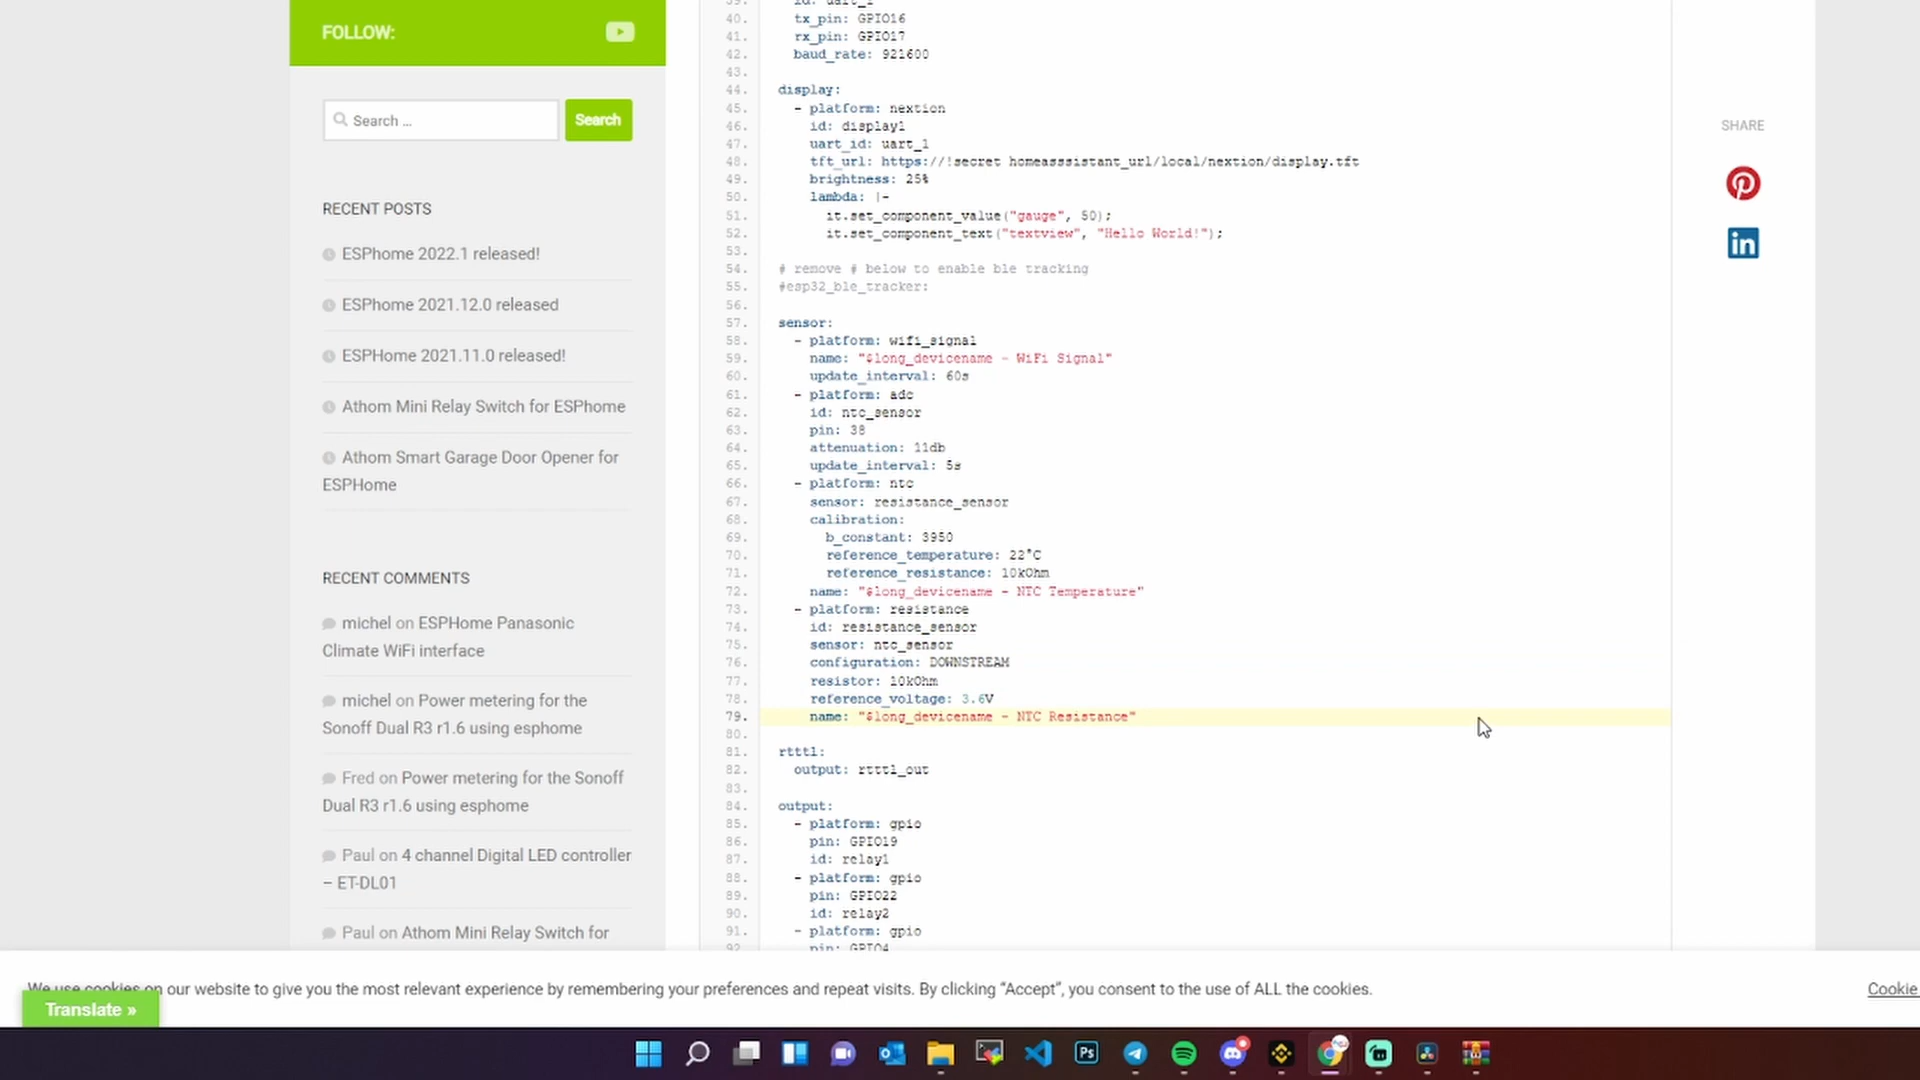 FOLLOW:
Search ...
Search
RECENT POSTS
ESPhome 2022.1 released!
ESPhome 2021.12.0 released
ESPHome 2021.11.0 released!
Athom Mini Relay Switch for ESPhome
Athom Smart Garage Door Opener for
ESPHome
RECENT COMMENTS
michel on ESPHome Panasonic
Climate WiFi interface
michel on Power metering for the
Sonoff Dual R3 r1.6 using esphome
Fred on Power metering for the Sonoff
Dual R3 r1.6 using esphome
Paul on 4 channel Digital LED controller
– ET-DL01
Paul on Athom Mini Relay Switch for
39. id: uart_1
40. tx_pin: GPIO16
41. rx_pin: GPIO17
42. baud_rate: 921600
43.
44. display:
45. - platform: nextion
46. id: display1
47. uart_id: uart_1
48. tft_url: https://!secret homeasssistant_url/local/nextion/display.tft
49. brightness: 25%
50. lambda: |-
51. it.set_component_value("gauge", 50);
52. it.set_component_text("textview", "Hello World!");
53.
54. # remove # below to enable ble tracking
55. #esp32_ble_tracker:
56.
57. sensor:
58. - platform: wifi_signal
59. name: "$long_devicename - WiFi Signal"
60. update_interval: 60s
61. - platform: adc
62. id: ntc_sensor
63. pin: 38
64. attenuation: 11db
65. update_interval: 5s
66. - platform: ntc
67. sensor: resistance_sensor
68. calibration:
69. b_constant: 3950
70. reference_temperature: 22°C
71. reference_resistance: 10kOhm
72. name: "$long_devicename - NTC Temperature"
73. - platform: resistance
74. id: resistance_sensor
75. sensor: ntc_sensor
76. configuration: DOWNSTREAM
77. resistor: 10kOhm
78. reference_voltage: 3.6V
79. name: "$long_devicename - NTC Resistance"
80.
81. rtttl:
82. output: rtttl_out
83.
84. output:
85. - platform: gpio
86. pin: GPIO19
87. id: relay1
88. - platform: gpio
89. pin: GPIO22
90. id: relay2
91. - platform: gpio
92. pin: GPIO4
SHARE
We use cookies on our website to give you the most relevant experience by remembering your preferences and repeat visits. By clicking “Accept”, you consent to the use of ALL the cookies.
Cookie
Translate »
Ps